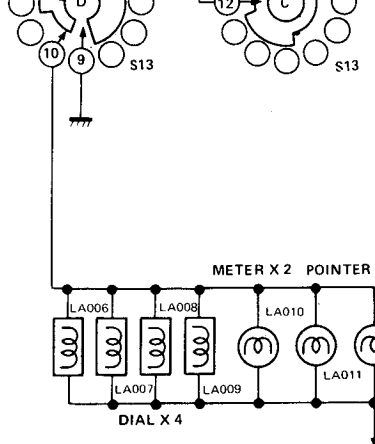 D
12
C
10
9
S13
S13
METER X 2 POINTER
LA006
LA008
LA010
LA011
LA007
LA009
DIAL X 4